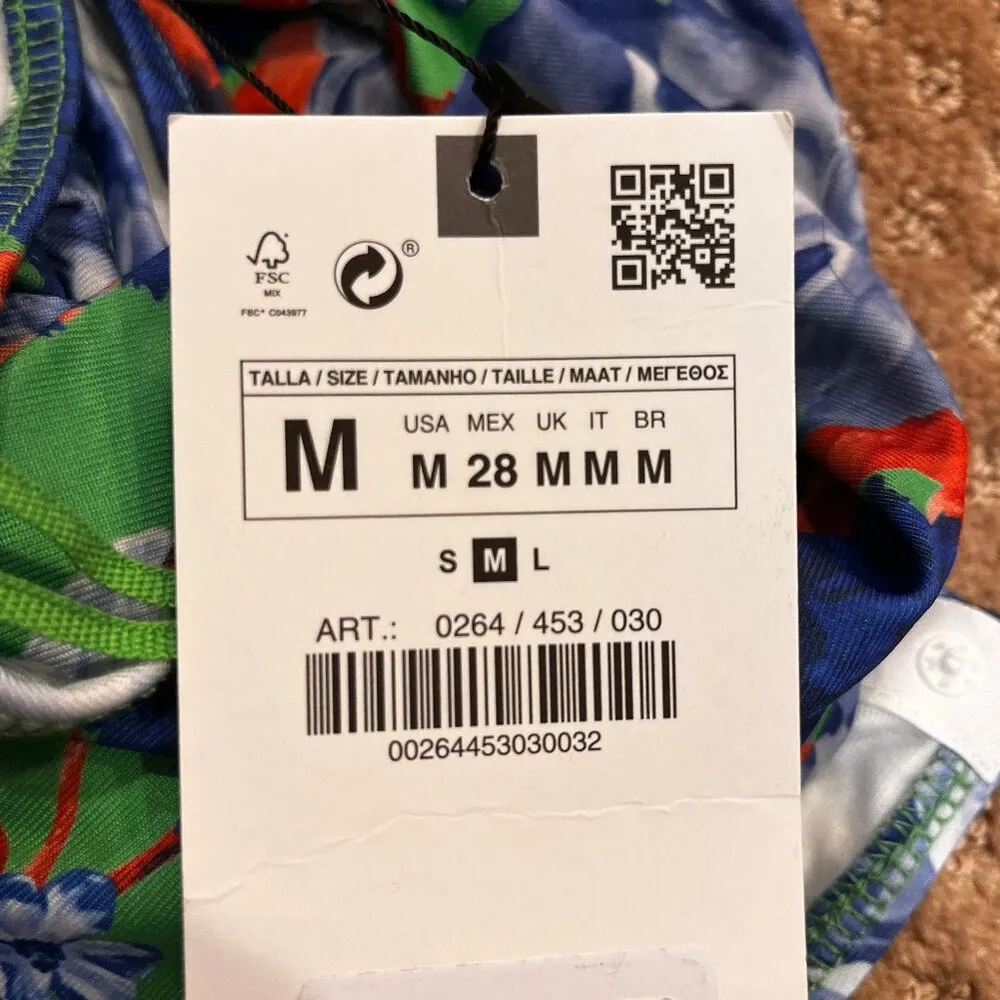 FSC
MIX
FSC® C043977
®
TALLA / SIZE / TAMANHO / TAILLE / MAAT / ΜΕΓΕΘΟΣ
USA MEX UK IT BR
M M 28 M M M
S M L
ART.: 0264 / 453 / 030
00264453030032